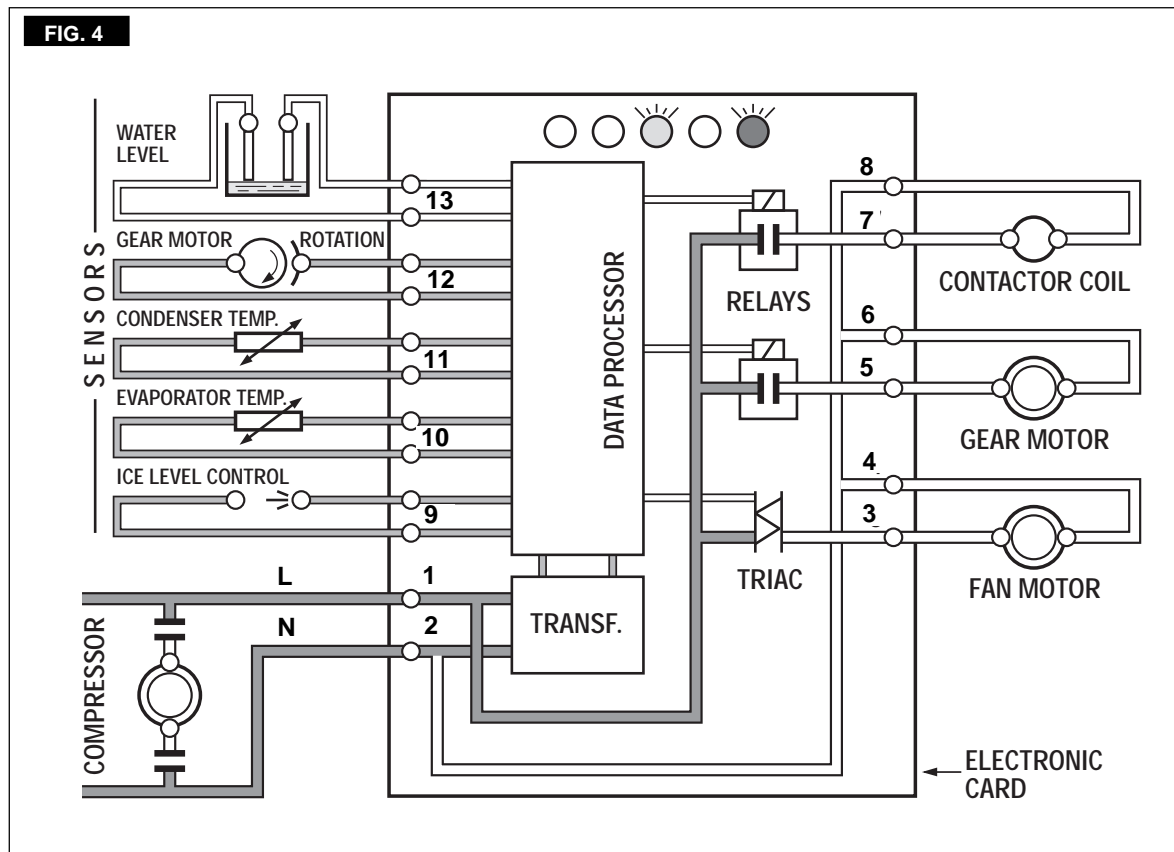 FIG. 4
WATER
LEVEL
13
GEAR MOTOR
ROTATION
12
CONDENSER TEMP.
11
EVAPORATOR TEMP.
10
ICE LEVEL CONTROL
9
SENSORS
L
1
N
2
COMPRESSOR
DATA PROCESSOR
TRANSF.
RELAYS
TRIAC
8
7
CONTACTOR COIL
6
5
GEAR MOTOR
4
3
FAN MOTOR
ELECTRONIC
CARD